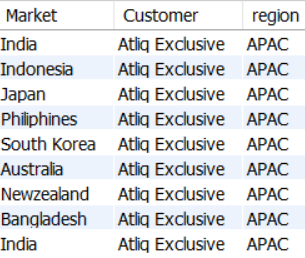 Market Customer region
India Atliq Exclusive APAC
Indonesia Atliq Exclusive APAC
Japan Atliq Exclusive APAC
Philiphines Atliq Exclusive APAC
South Korea Atliq Exclusive APAC
Australia Atliq Exclusive APAC
Newzealand Atliq Exclusive APAC
Bangladesh Atliq Exclusive APAC
India Atliq Exclusive APAC